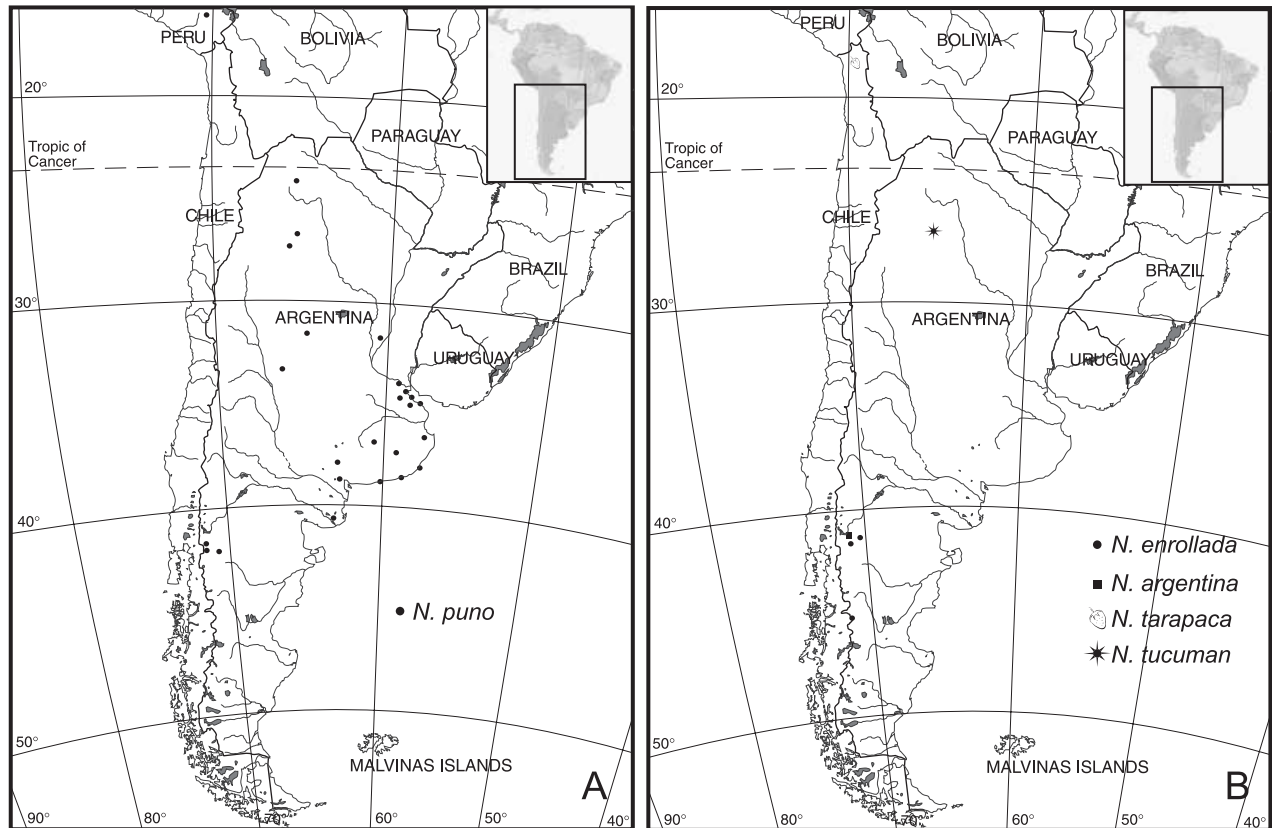 PERU
BOLIVIA
20°
PARAGUAY
Tropic of
Cancer
CHILE
BRAZIL
30°
ARGENTINA
URUGUAY
40°
N. puno
50°
MALVINAS ISLANDS
A
90°
80°
70°
60°
50°
40°
PERU
BOLIVIA
20°
PARAGUAY
Tropic of
Cancer
CHILE
BRAZIL
30°
ARGENTINA
URUGUAY
40°
N. enrollada
N. argentina
N. tarapaca
N. tucuman
50°
MALVINAS ISLANDS
B
90°
80°
70°
60°
50°
40°